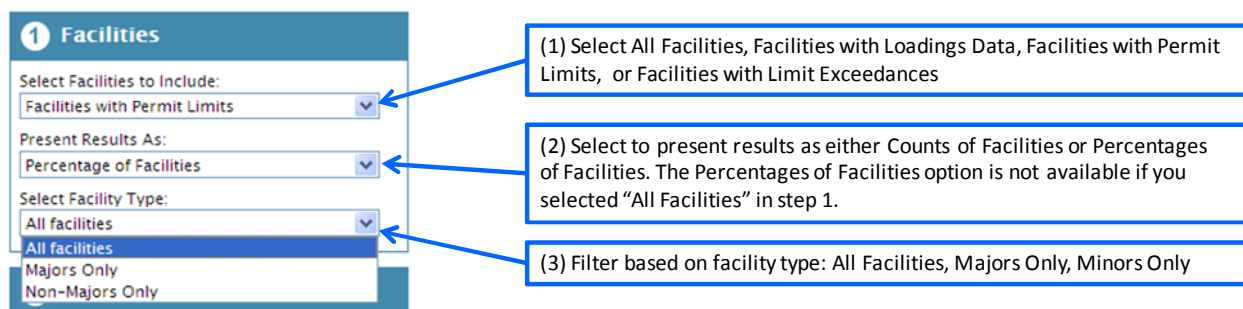 1 Facilities
Select Facilities to Include:
Facilities with Permit Limits
Present Results As:
Percentage of Facilities
Select Facility Type:
All facilities
All facilities
Majors Only
Non-Majors Only
(1) Select All Facilities, Facilities with Loadings Data, Facilities with Permit
Limits, or Facilities with Limit Exceedances
(2) Select to present results as either Counts of Facilities or Percentages
of Facilities. The Percentages of Facilities option is not available if you
selected “All Facilities” in step 1.
(3) Filter based on facility type: All Facilities, Majors Only, Minors Only